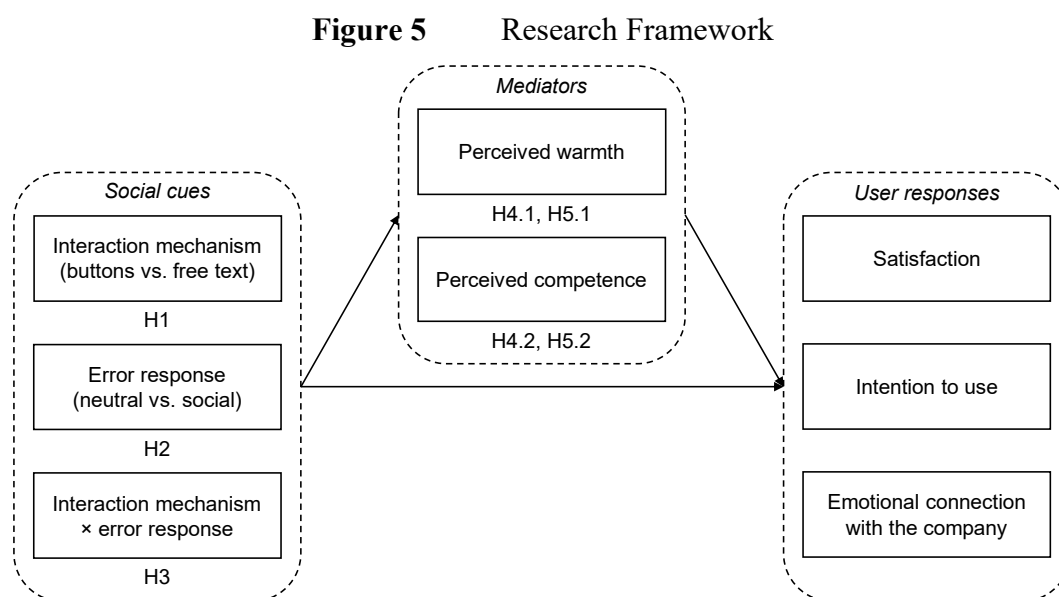 Figure 5 Research Framework
Mediators
Perceived warmth
H4.1, H5.1
Perceived competence
H4.2, H5.2
Social cues
Interaction mechanism
(buttons vs. free text)
H1
Error response
(neutral vs. social)
H2
Interaction mechanism
× error response
H3
User responses
Satisfaction
Intention to use
Emotional connection
with the company